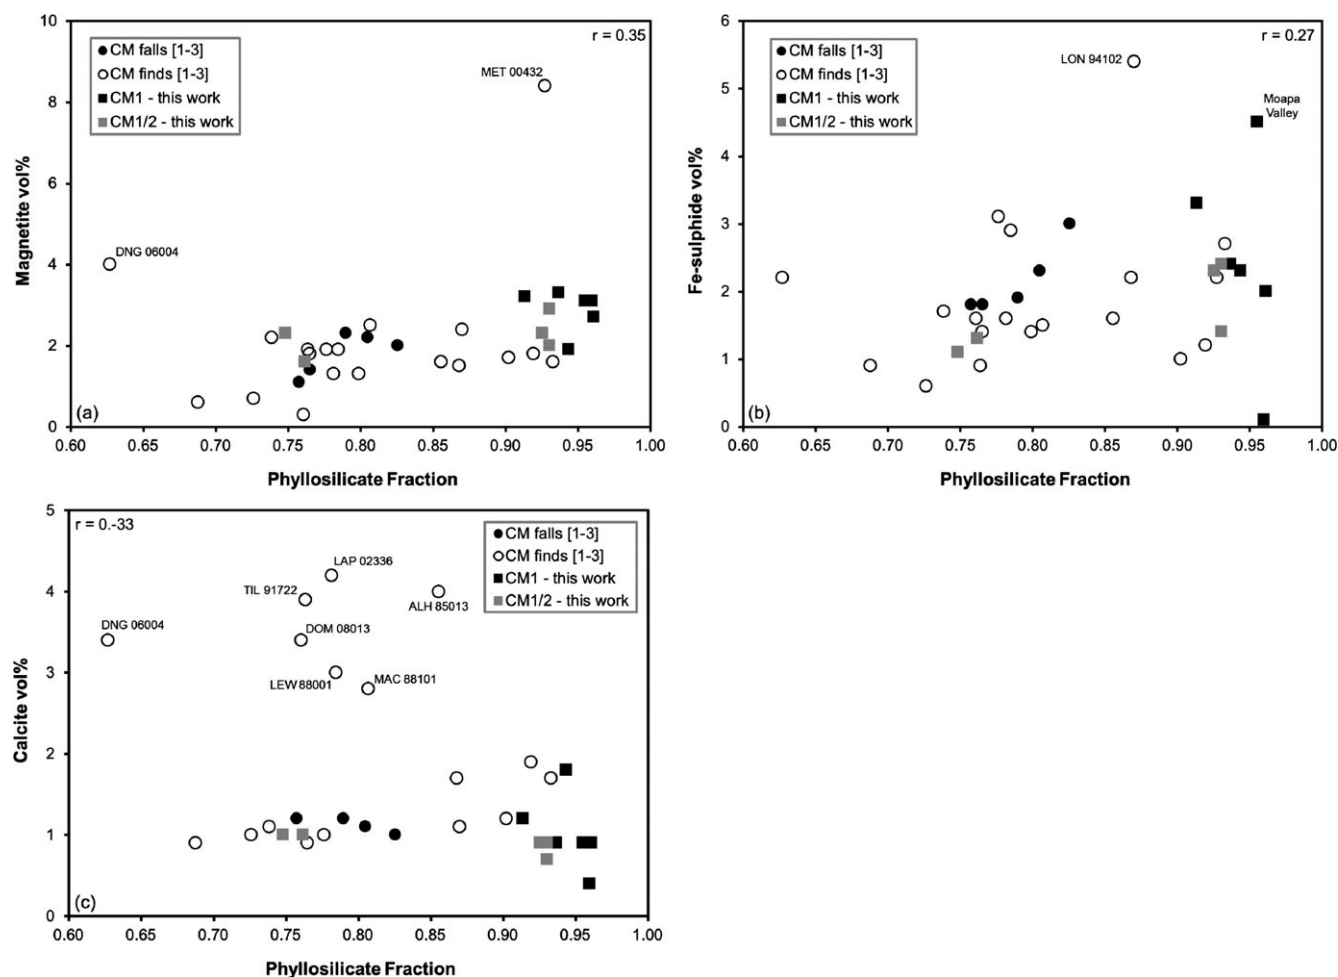 r = 0.35
CM falls [1-3]
CM finds [1-3]
CM1 - this work
CM1/2 - this work
MET 00432
DNG 06004
Magnetite vol%
10
8
6
4
2
0
(a)
0.60 0.65 0.70 0.75 0.80 0.85 0.90 0.95 1.00
Phyllosilicate Fraction
r = 0.27
CM falls [1-3]
CM finds [1-3]
CM1 - this work
CM1/2 - this work
LON 94102
Moapa
Valley
Fe-sulphide vol%
6
5
4
3
2
1
0
(b)
0.60 0.65 0.70 0.75 0.80 0.85 0.90 0.95 1.00
Phyllosilicate Fraction
r = 0.-33
CM falls [1-3]
CM finds [1-3]
CM1 - this work
CM1/2 - this work
LAP 02336
TIL 91722
ALH 85013
DNG 06004
DOM 08013
LEW 88001
MAC 88101
Calcite vol%
5
4
3
2
1
0
(c)
0.60 0.65 0.70 0.75 0.80 0.85 0.90 0.95 1.00
Phyllosilicate Fraction